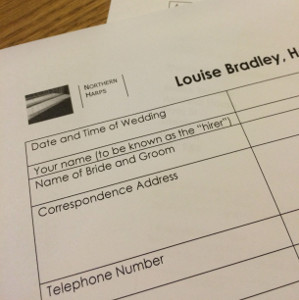 NORTHERN
HARPS
Louise Bradley, H
Date and Time of Wedding
Your name (to be known as the "hirer")
Name of Bride and Groom
Correspondence Address
Telephone Number